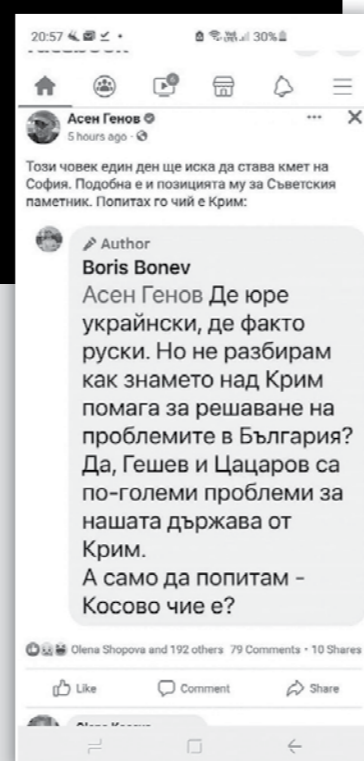 20:57
30%
Асен Генов
5 hours ago
Този човек един ден ще иска да става кмет на
София. Подобна е и позицията му за Съветския
паметник. Попитах го чий е Крим:
Author
Boris Bonev
Асен Генов Де юре
украйнски, де факто
руски. Но не разбирам
как знамето над Крим
помага за решаване на
проблемите в България?
Да, Гешев и Цацаров са
по-големи проблеми за
нашата държава от
Крим.
А само да попитам -
Косово чие е?
Olena Shopova and 192 others 79 Comments • 10 Shares
Like Comment Share